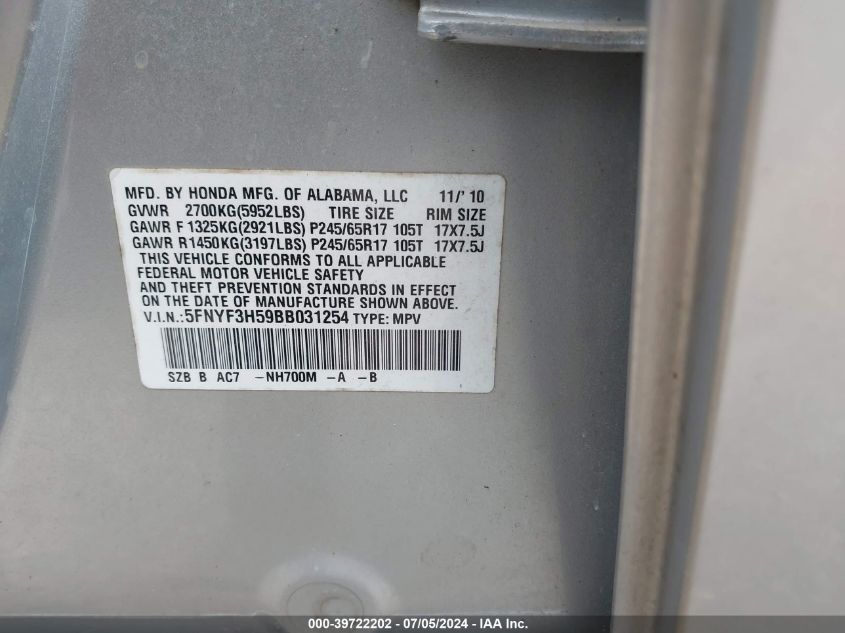 MFD. BY HONDA MFG. OF ALABAMA, LLC 11/' 10
GVWR 2700KG(5952LBS) TIRE SIZE RIM SIZE
GAWR F 1325KG(2921LBS) P245/65R17 105T 17X7.5J
GAWR R1450KG(3197LBS) P245/65R17 105T 17X7.5J
THIS VEHICLE CONFORMS TO ALL APPLICABLE
FEDERAL MOTOR VEHICLE SAFETY
AND THEFT PREVENTION STANDARDS IN EFFECT
ON THE DATE OF MANUFACTURE SHOWN ABOVE.
V.I.N.: 5FNYF3H59BB031254 TYPE: MPV
SZB B AC7 -NH700M -A -B
000-39722202 - 07/05/2024 - IAA Inc.